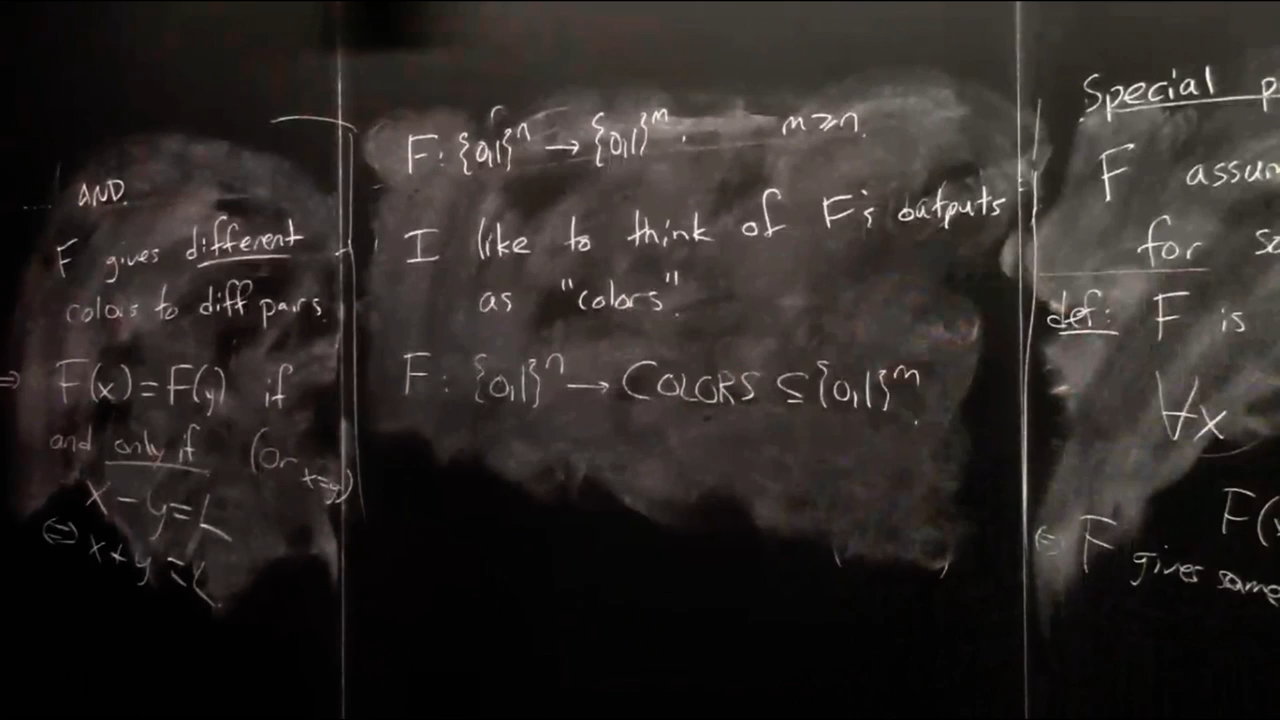 AND.
F gives different
colors to diff pairs.
⇒ F(x)=F(y) if
and only if (or x=y)
x-y=L
⇔ x+y=L
F: {0,1}ⁿ → {0,1}ᵐ. m≥n.
I like to think of F's outputs
as "colors".
F: {0,1}ⁿ → COLORS ⊆ {0,1}ᵐ.
Special p
F assum
for so
def: F is
∀x
F(
⇔ F gives same